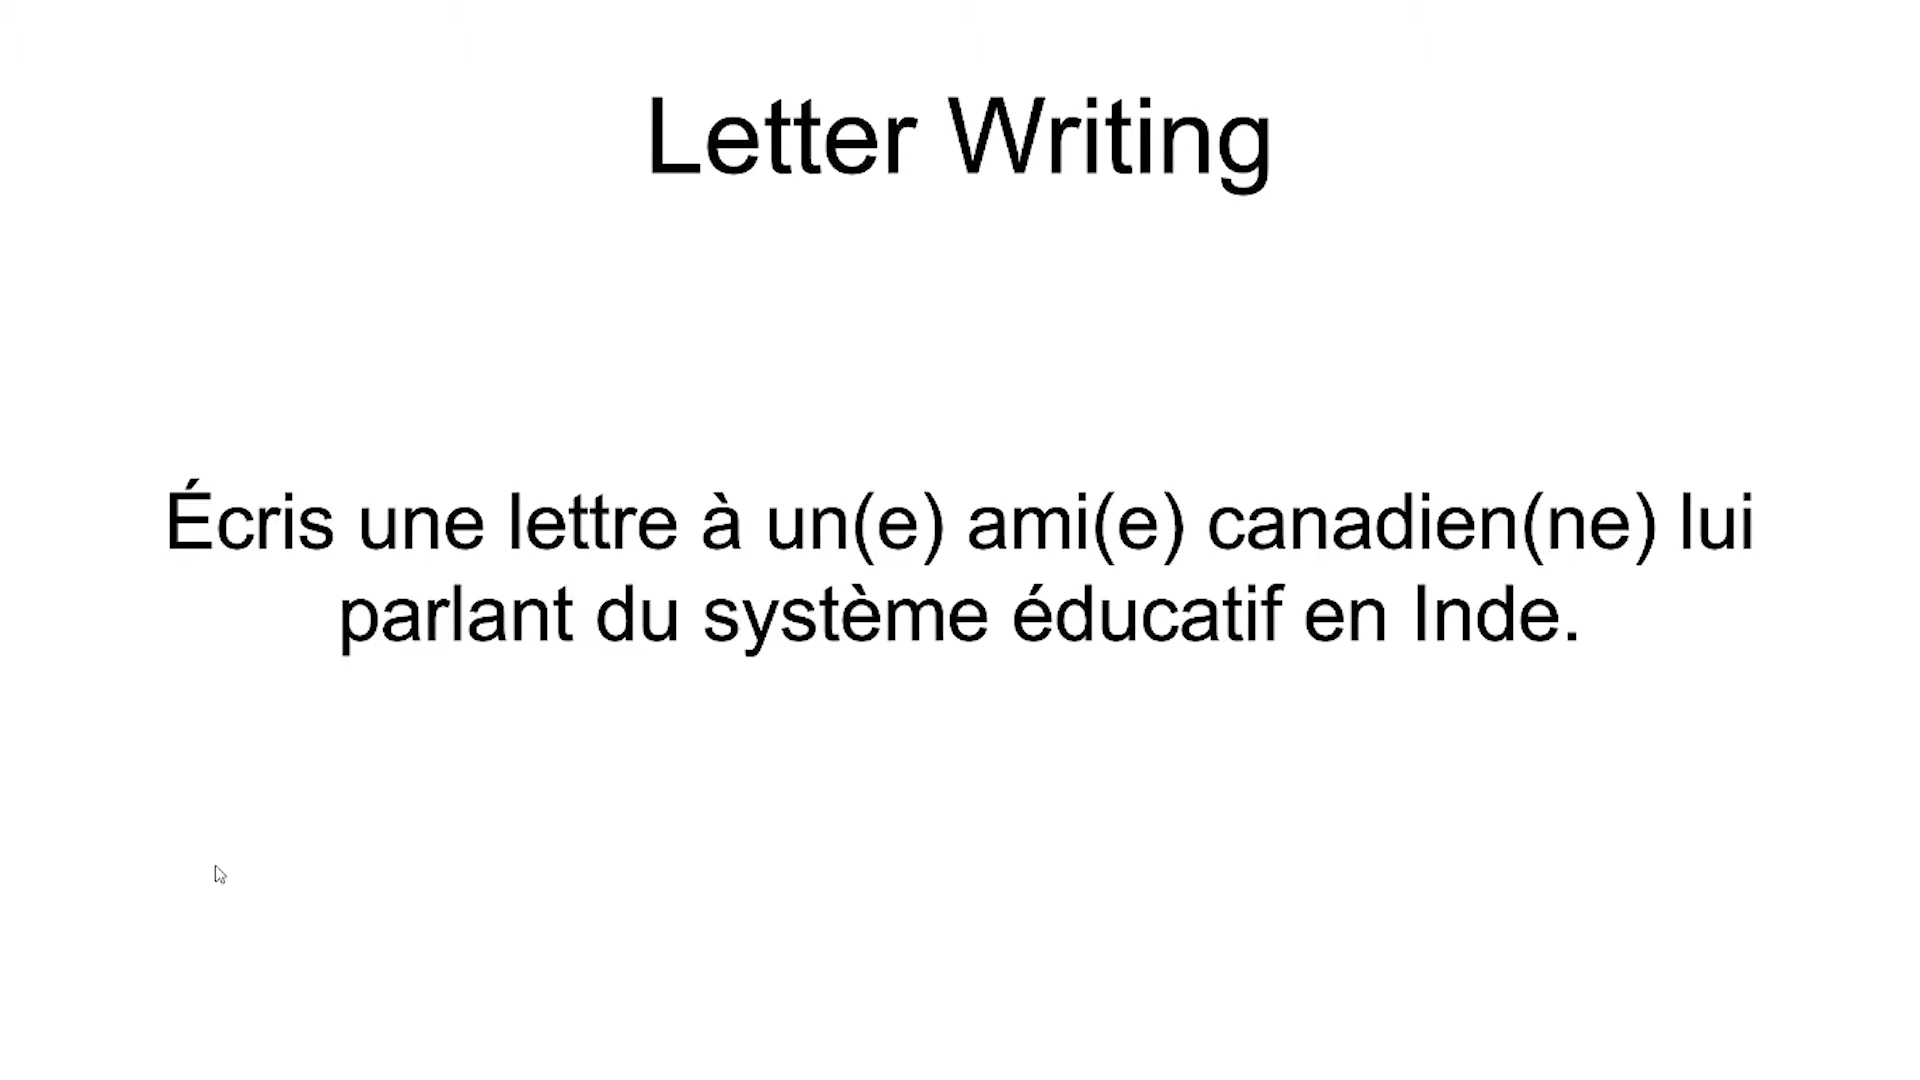 Letter Writing
Écris une lettre à un(e) ami(e) canadien(ne) lui
parlant du système éducatif en Inde.